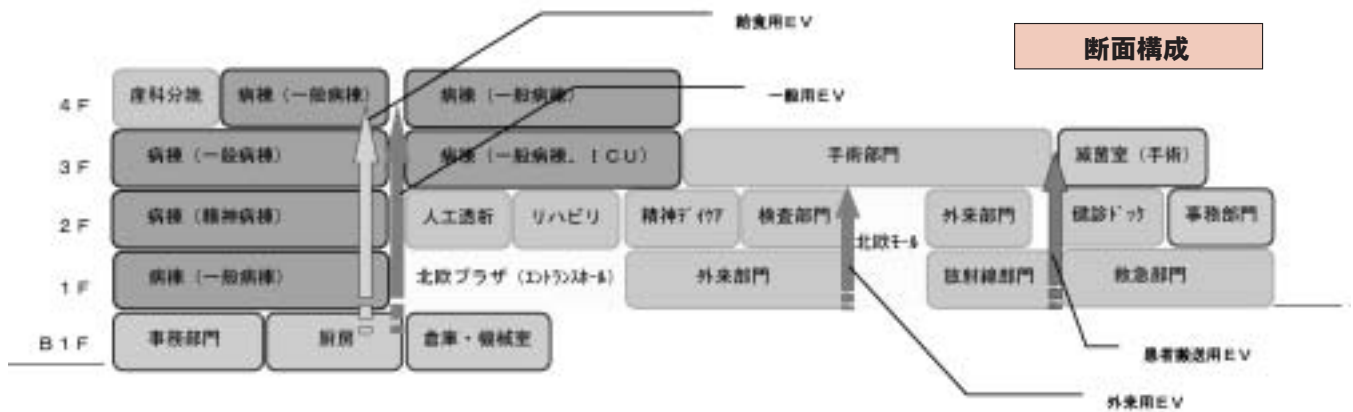 給食用EV
断面構成
一般用EV
4F
産科分娩
病棟（一般病棟）
病棟（一般病棟）
3F
病棟（一般病棟）
病棟（一般病棟、ICU）
手術部門
滅菌室（手術）
2F
病棟（精神病棟）
人工透析
リハビリ
精神ﾃﾞｲｹｱ
検査部門
外来部門
健診ﾄﾞｯｸ
事務部門
北欧ﾓｰﾙ
1F
病棟（一般病棟）
北欧プラザ（ｴﾝﾄﾗﾝｽﾎｰﾙ）
外来部門
放射線部門
救急部門
B1F
事務部門
厨房
倉庫・機械室
患者搬送用EV
外来用EV